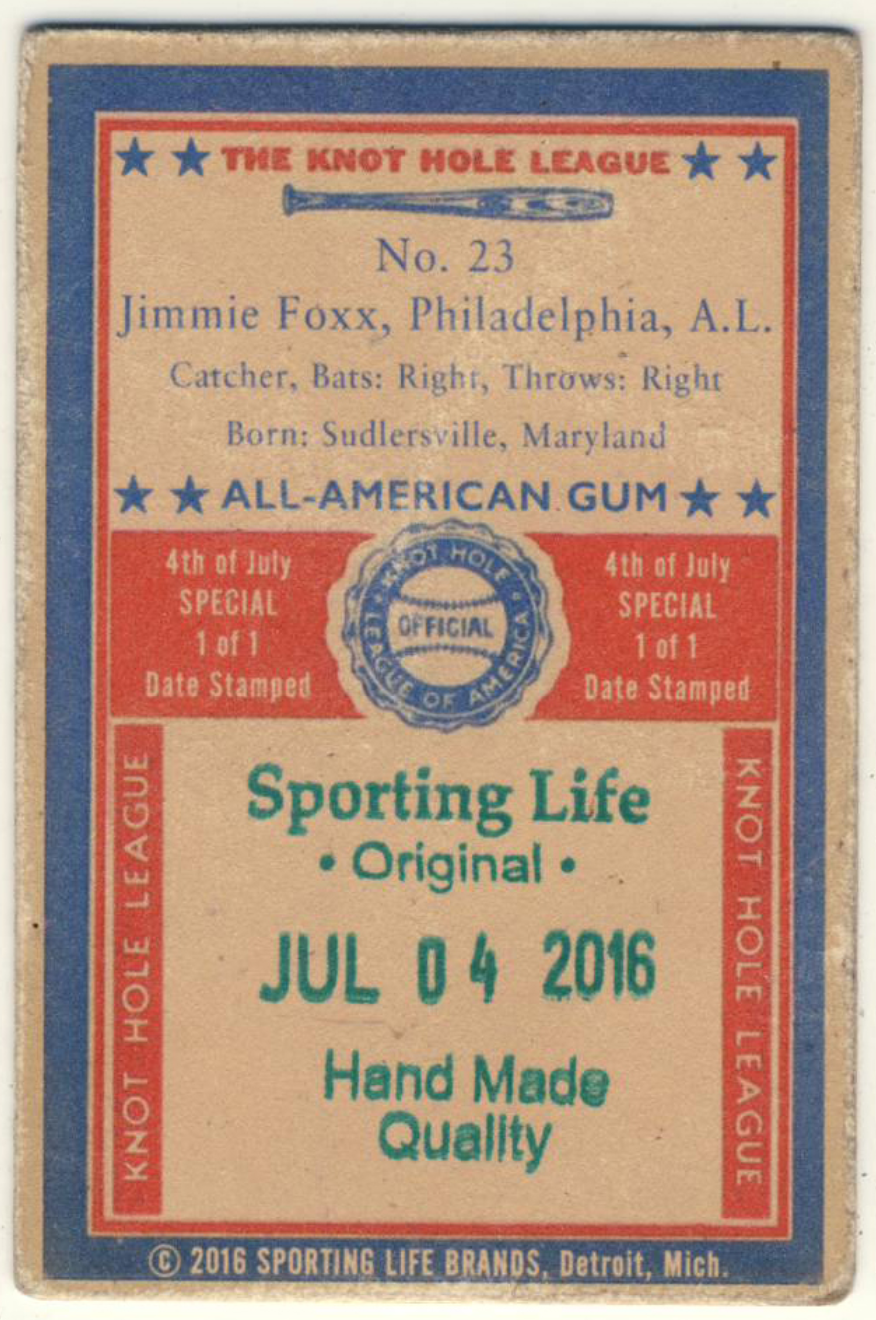 ★ ★ THE KNOT HOLE LEAGUE ★ ★
No. 23
Jimmie Foxx, Philadelphia, A.L.
Catcher, Bats: Right, Throws: Right
Born: Sudlersville, Maryland
★ ★ ALL-AMERICAN GUM ★ ★
4th of July
SPECIAL
1 of 1
Date Stamped
KNOT HOLE
LEAGUE OF AMERICA
OFFICIAL
4th of July
SPECIAL
1 of 1
Date Stamped
KNOT HOLE LEAGUE
Sporting Life
• Original •
JUL 04 2016
Hand Made
Quality
KNOT HOLE LEAGUE
© 2016 SPORTING LIFE BRANDS, Detroit, Mich.